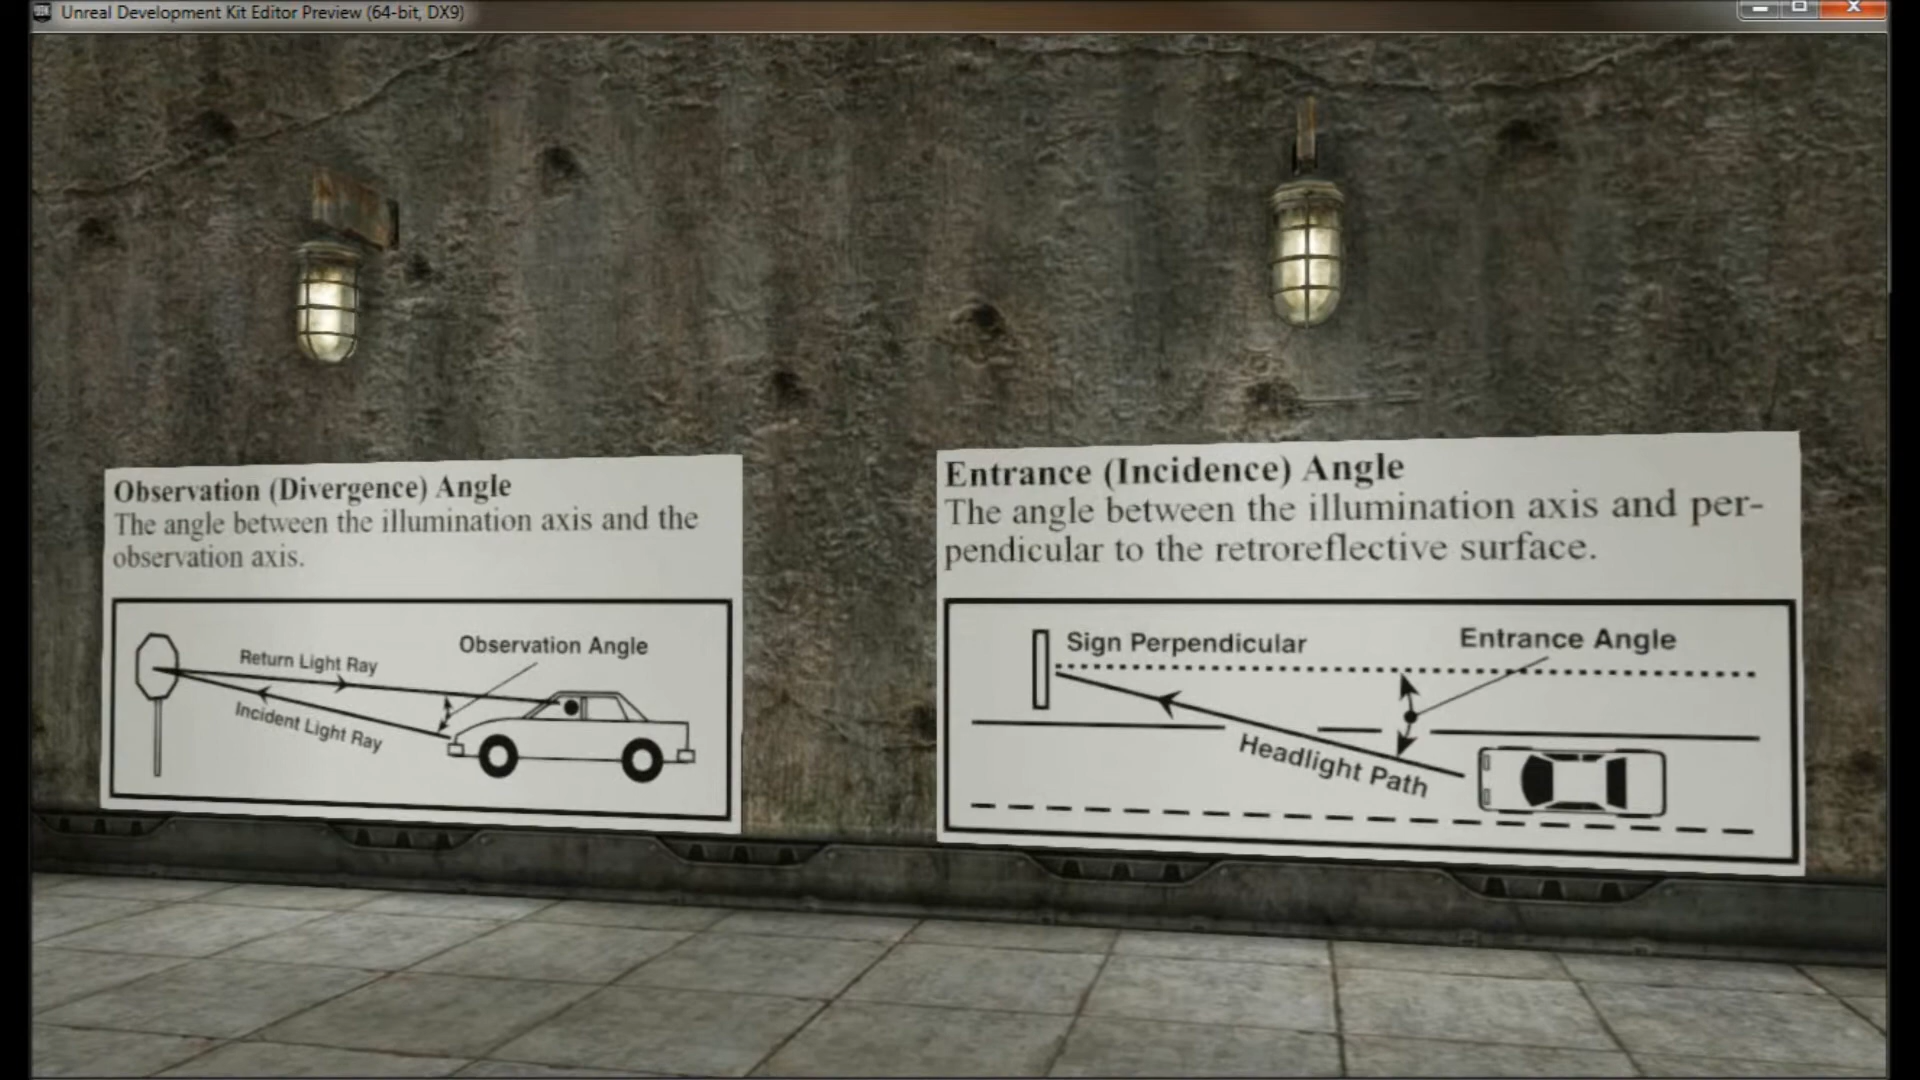 Unreal Development Kit Editor Preview (64-bit, DX9)
Observation (Divergence) Angle
The angle between the illumination axis and the
observation axis.
Observation Angle
Return Light Ray
Incident Light Ray
Entrance (Incidence) Angle
The angle between the illumination axis and per-
pendicular to the retroreflective surface.
Sign Perpendicular
Entrance Angle
Headlight Path